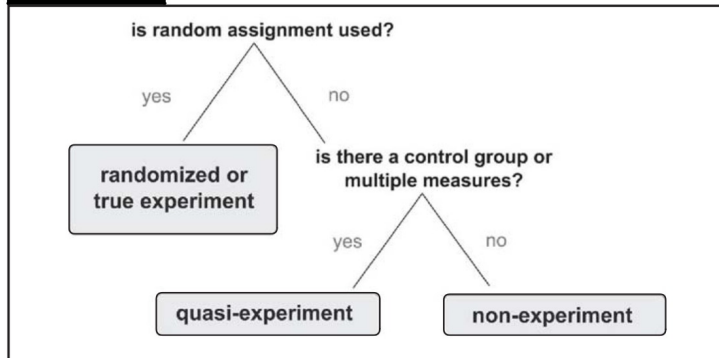 is random assignment used?
yes
no
randomized or
true experiment
is there a control group or
multiple measures?
yes
no
quasi-experiment
non-experiment